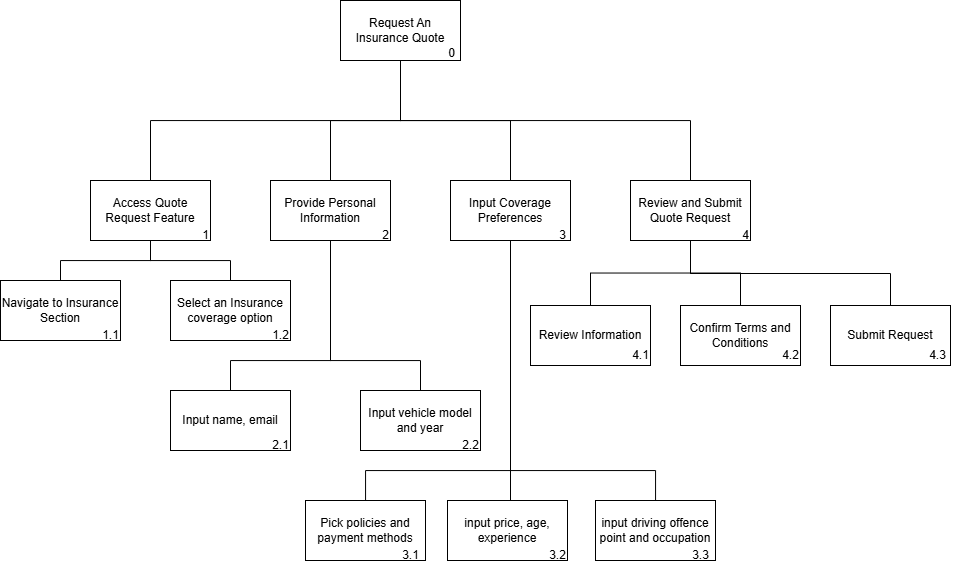 Request An
Insurance Quote
0
Access Quote
Request Feature
1
Provide Personal
Information
2
Input Coverage
Preferences
3
Review and Submit
Quote Request
4
Navigate to Insurance
Section
1.1
Select an Insurance
coverage option
1.2
Review Information
4.1
Confirm Terms and
Conditions
4.2
Submit Request
4.3
Input name, email
2.1
Input vehicle model
and year
2.2
Pick policies and
payment methods
3.1
input price, age,
experience
3.2
input driving offence
point and occupation
3.3